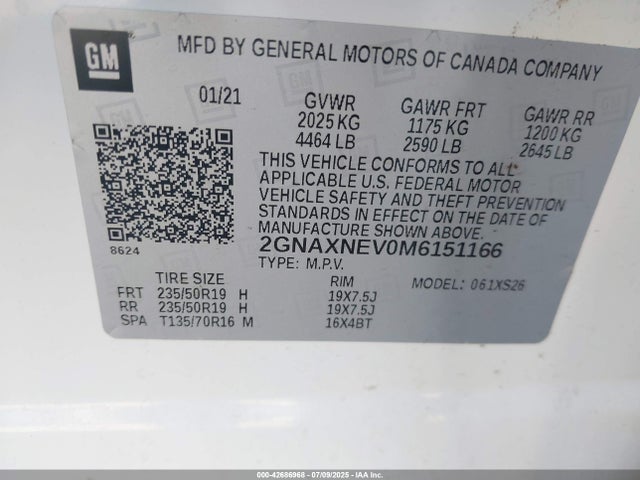 GM
MFD BY GENERAL MOTORS OF CANADA COMPANY
01/21
GVWR
2025 KG
4464 LB
GAWR FRT
1175 KG
2590 LB
GAWR RR
1200 KG
2645 LB
THIS VEHICLE CONFORMS TO ALL
APPLICABLE U.S. FEDERAL MOTOR
VEHICLE SAFETY AND THEFT
PREVENTION STANDARDS IN
EFFECT ON THE DATE OF
MANUFACTURE SHOWN ABOVE.
8624
2GNAXNEV0M6151166
TYPE: M.P.V.
MODEL: 061XS26
TIRE SIZE
RIM
FRT 235/50R19 H 19X7.5J
RR 235/50R19 H 19X7.5J
SPA T135/70R16 M 16X4BT
000-42686968 - 07/09/2025 - IAA Inc.